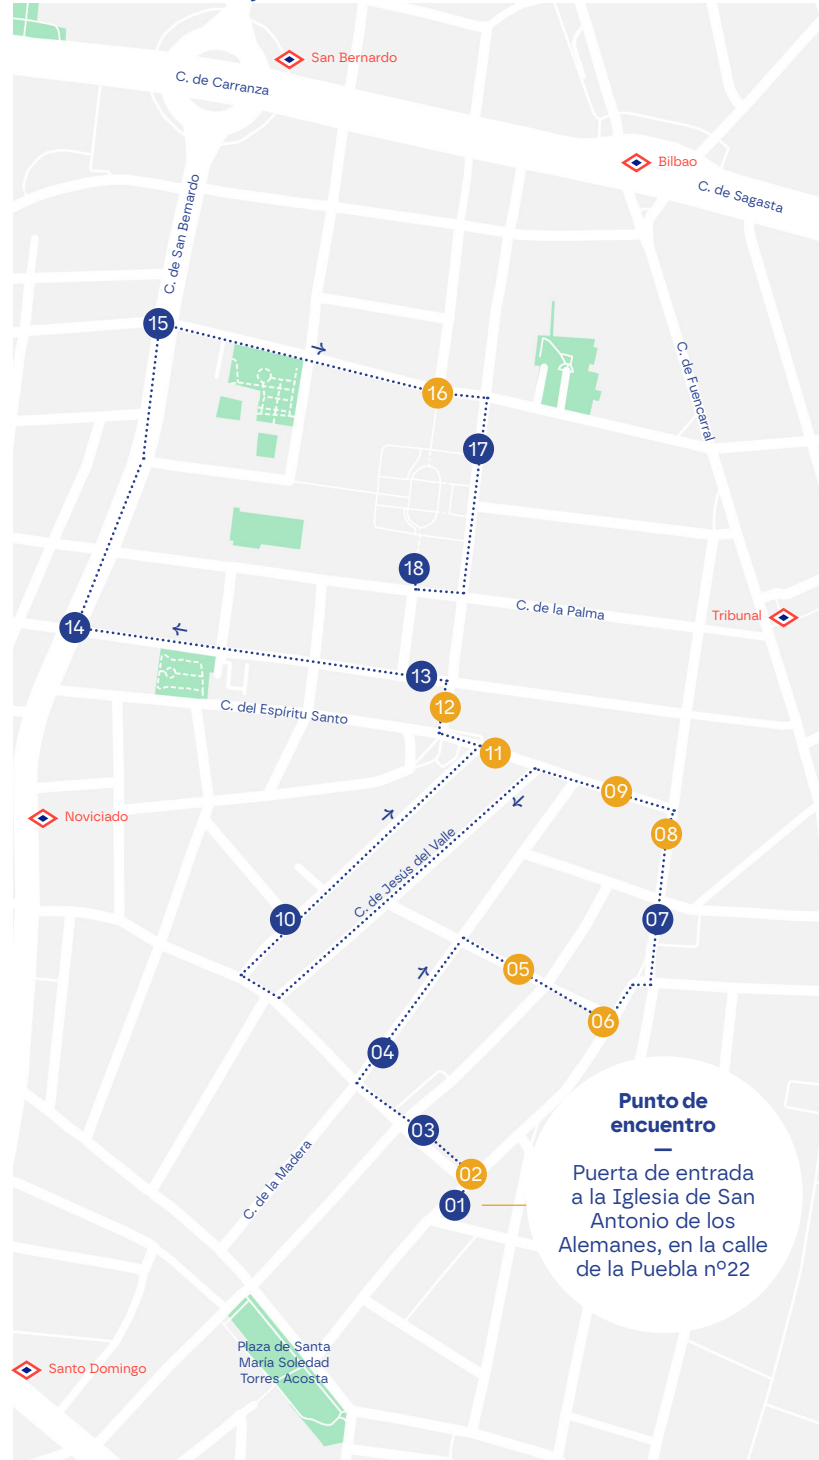 San Bernardo
C. de Carranza
Bilbao
C. de Sagasta
C. de San Bernardo
15
C. de Fuencarral
16
17
18
C. de la Palma
Tribunal
14
13
C. del Espíritu Santo
12
11
09
Noviciado
08
C. de Jesús del Valle
10
07
05
06
04
03
Punto de
encuentro
—
Puerta de entrada
a la Iglesia de San
Antonio de los
Alemanes, en la calle
de la Puebla nº22
C. de la Madera
02
01
Plaza de Santa
María Soledad
Torres Acosta
Santo Domingo